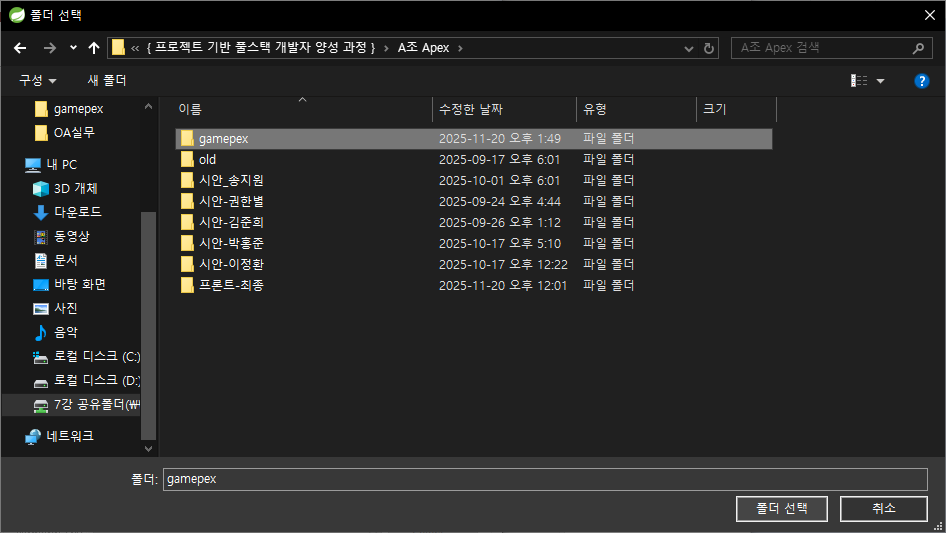 폴더 선택
« { 프로젝트 기반 풀스택 개발자 양성 과정 } › A조 Apex ›
A조 Apex 검색
구성 새 폴더
gamepex
OA실무
내 PC
3D 개체
다운로드
동영상
문서
바탕 화면
사진
음악
로컬 디스크 (C:)
로컬 디스크 (D:)
7강 공유폴더(₩
네트워크
이름 수정한 날짜 유형 크기
gamepex 2025-11-20 오후 1:49 파일 폴더
old 2025-09-17 오후 6:01 파일 폴더
시안_송지원 2025-10-01 오후 6:01 파일 폴더
시안-권한별 2025-09-24 오후 4:44 파일 폴더
시안-김준희 2025-09-26 오후 1:12 파일 폴더
시안-박홍준 2025-10-17 오후 5:10 파일 폴더
시안-이정환 2025-10-17 오후 12:22 파일 폴더
프론트-최종 2025-11-20 오후 12:01 파일 폴더
폴더: gamepex
폴더 선택 취소